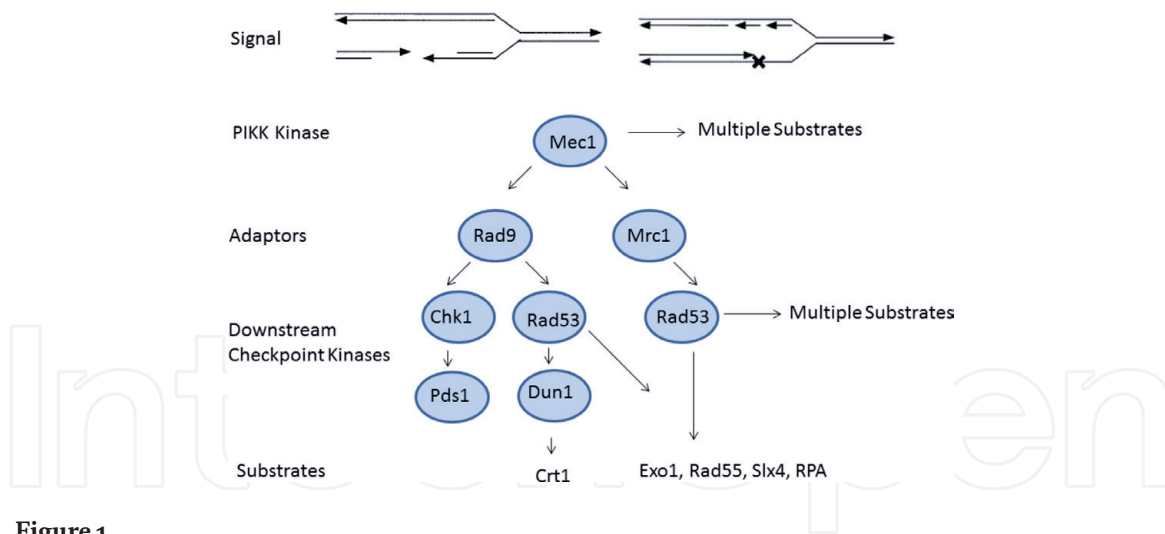 Signal
PIKK Kinase
Mec1
Multiple Substrates
Adaptors
Rad9
Mrc1
Downstream
Checkpoint Kinases
Chk1
Rad53
Rad53
Multiple Substrates
Pds1
Dun1
Substrates
Crt1
Exo1, Rad55, Slx4, RPA
Figure 1